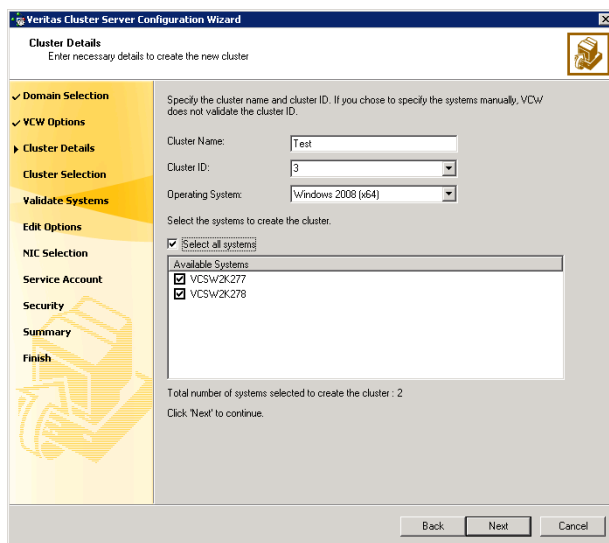 Veritas Cluster Server Configuration Wizard
Cluster Details
Enter necessary details to create the new cluster
Domain Selection
VCW Options
Cluster Details
Cluster Selection
Validate Systems
Edit Options
NIC Selection
Service Account
Security
Summary
Finish
Specify the cluster name and cluster ID. If you chose to specify the systems manually, VCW
does not validate the cluster ID.
Cluster Name: Test
Cluster ID: 3
Operating System: Windows 2008 (x64)
Select the systems to create the cluster.
Select all systems
Available Systems
VCSW2K277
VCSW2K278
Total number of systems selected to create the cluster : 2
Click 'Next' to continue.
Back Next Cancel